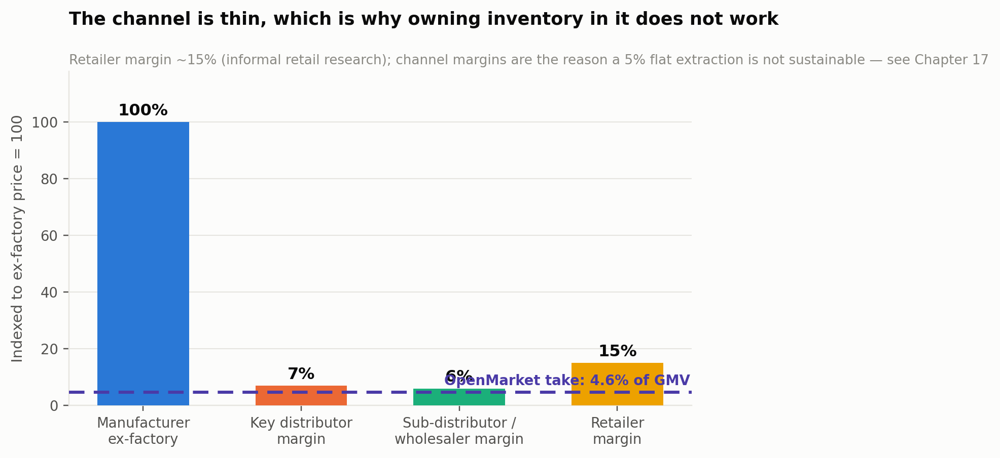 The channel is thin, which is why owning inventory in it does not work
Retailer margin ~15% (informal retail research); channel margins are the reason a 5% flat extraction is not sustainable — see Chapter 17
Indexed to ex-factory price = 100
100
80
60
40
20
0
100%
7%
6%
15%
OpenMarket take: 4.6% of GMV
Manufacturer
ex-factory
Key distributor
margin
Sub-distributor /
wholesaler margin
Retailer
margin